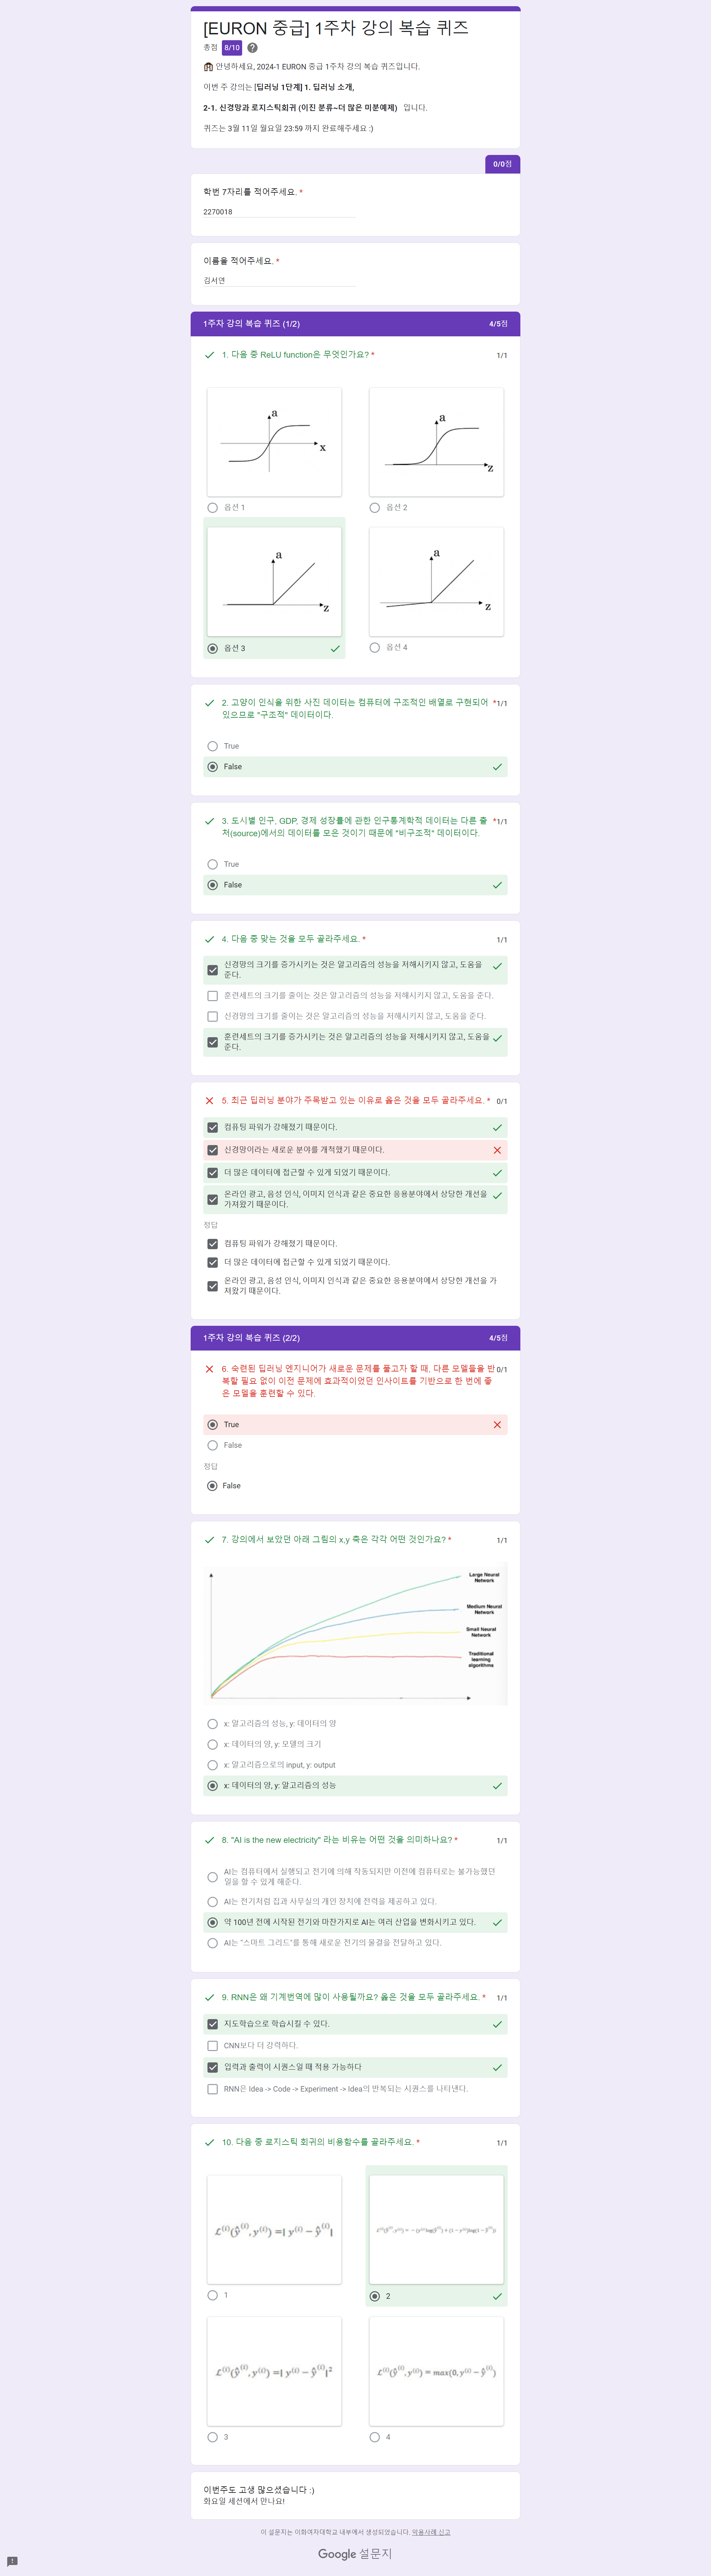 [EURON 중급] 1주차 강의 복습 퀴즈
총점 8/10
안녕하세요, 2024-1 EURON 중급 1주차 강의 복습 퀴즈입니다.
이번 주 강의는 [딥러닝 1단계] 1. 딥러닝 소개,
2-1. 신경망과 로지스틱회귀 (이진 분류~더 많은 미분예제) 입니다.
퀴즈는 3월 11일 월요일 23:59 까지 완료해주세요 :)
0/0점
학번 7자리를 적어주세요. *
2270018
이름을 적어주세요. *
김서연
1주차 강의 복습 퀴즈 (1/2) 4/5점
1. 다음 중 ReLU function은 무엇인가요? * 1/1
a
x
옵션 1
a
z
옵션 2
a
z
옵션 3
a
z
옵션 4
2. 고양이 인식을 위한 사진 데이터는 컴퓨터에 구조적인 배열로 구현되어 *1/1
있으므로 "구조적" 데이터이다.
True
False
3. 도시별 인구, GDP, 경제 성장률에 관한 인구통계학적 데이터는 다른 출 *1/1
처(source)에서의 데이터를 모은 것이기 때문에 "비구조적" 데이터이다.
True
False
4. 다음 중 맞는 것을 모두 골라주세요. * 1/1
신경망의 크기를 증가시키는 것은 알고리즘의 성능을 저해시키지 않고, 도움을
준다.
훈련세트의 크기를 줄이는 것은 알고리즘의 성능을 저해시키지 않고, 도움을 준다.
신경망의 크기를 줄이는 것은 알고리즘의 성능을 저해시키지 않고, 도움을 준다.
훈련세트의 크기를 증가시키는 것은 알고리즘의 성능을 저해시키지 않고, 도움을
준다.
5. 최근 딥러닝 분야가 주목받고 있는 이유로 옳은 것을 모두 골라주세요. * 0/1
컴퓨팅 파워가 강해졌기 때문이다.
신경망이라는 새로운 분야를 개척했기 때문이다.
더 많은 데이터에 접근할 수 있게 되었기 때문이다.
온라인 광고, 음성 인식, 이미지 인식과 같은 중요한 응용분야에서 상당한 개선을
가져왔기 때문이다.
정답
컴퓨팅 파워가 강해졌기 때문이다.
더 많은 데이터에 접근할 수 있게 되었기 때문이다.
온라인 광고, 음성 인식, 이미지 인식과 같은 중요한 응용분야에서 상당한 개선을 가
져왔기 때문이다.
1주차 강의 복습 퀴즈 (2/2) 4/5점
6. 숙련된 딥러닝 엔지니어가 새로운 문제를 풀고자 할 때, 다른 모델들을 반 0/1
복할 필요 없이 이전 문제에 효과적이었던 인사이트를 기반으로 한 번에 좋
은 모델을 훈련할 수 있다.
True
False
정답
False
7. 강의에서 보았던 아래 그림의 x,y 축은 각각 어떤 것인가요? * 1/1
Large Neural
Network
Medium Neural
Network
Small Neural
Network
Traditional
learning
algorithms
x: 알고리즘의 성능, y: 데이터의 양
x: 데이터의 양, y: 모델의 크기
x: 알고리즘으로의 input, y: output
x: 데이터의 양, y: 알고리즘의 성능
8. "AI is the new electricity" 라는 비유는 어떤 것을 의미하나요? * 1/1
AI는 컴퓨터에서 실행되고 전기에 의해 작동되지만 이전에 컴퓨터로는 불가능했던
일을 할 수 있게 해준다.
AI는 전기처럼 집과 사무실의 개인 장치에 전력을 제공하고 있다.
약 100년 전에 시작된 전기와 마찬가지로 AI는 여러 산업을 변화시키고 있다.
AI는 "스마트 그리드"를 통해 새로운 전기의 물결을 전달하고 있다.
9. RNN은 왜 기계번역에 많이 사용될까요? 옳은 것을 모두 골라주세요. * 1/1
지도학습으로 학습시킬 수 있다.
CNN보다 더 강력하다.
입력과 출력이 시퀀스일 때 적용 가능하다
RNN은 Idea -> Code -> Experiment -> Idea의 반복되는 시퀀스를 나타낸다.
10. 다음 중 로지스틱 회귀의 비용함수를 골라주세요. * 1/1
ℒ⁽ⁱ⁾(ŷ⁽ⁱ⁾, y⁽ⁱ⁾) =| y⁽ⁱ⁾ − ŷ⁽ⁱ⁾|
1
ℒ⁽ⁱ⁾(ŷ⁽ⁱ⁾, y⁽ⁱ⁾) = −(y⁽ⁱ⁾log(ŷ⁽ⁱ⁾) + (1 − y⁽ⁱ⁾)log(1 − ŷ⁽ⁱ⁾))
2
ℒ⁽ⁱ⁾(ŷ⁽ⁱ⁾, y⁽ⁱ⁾) =| y⁽ⁱ⁾ − ŷ⁽ⁱ⁾|²
3
ℒ⁽ⁱ⁾(ŷ⁽ⁱ⁾, y⁽ⁱ⁾) = max(0, y⁽ⁱ⁾ − ŷ⁽ⁱ⁾)
4
이번주도 고생 많으셨습니다 :)
화요일 세션에서 만나요!
이 설문지는 이화여자대학교 내부에서 생성되었습니다. 악용사례 신고
Google 설문지